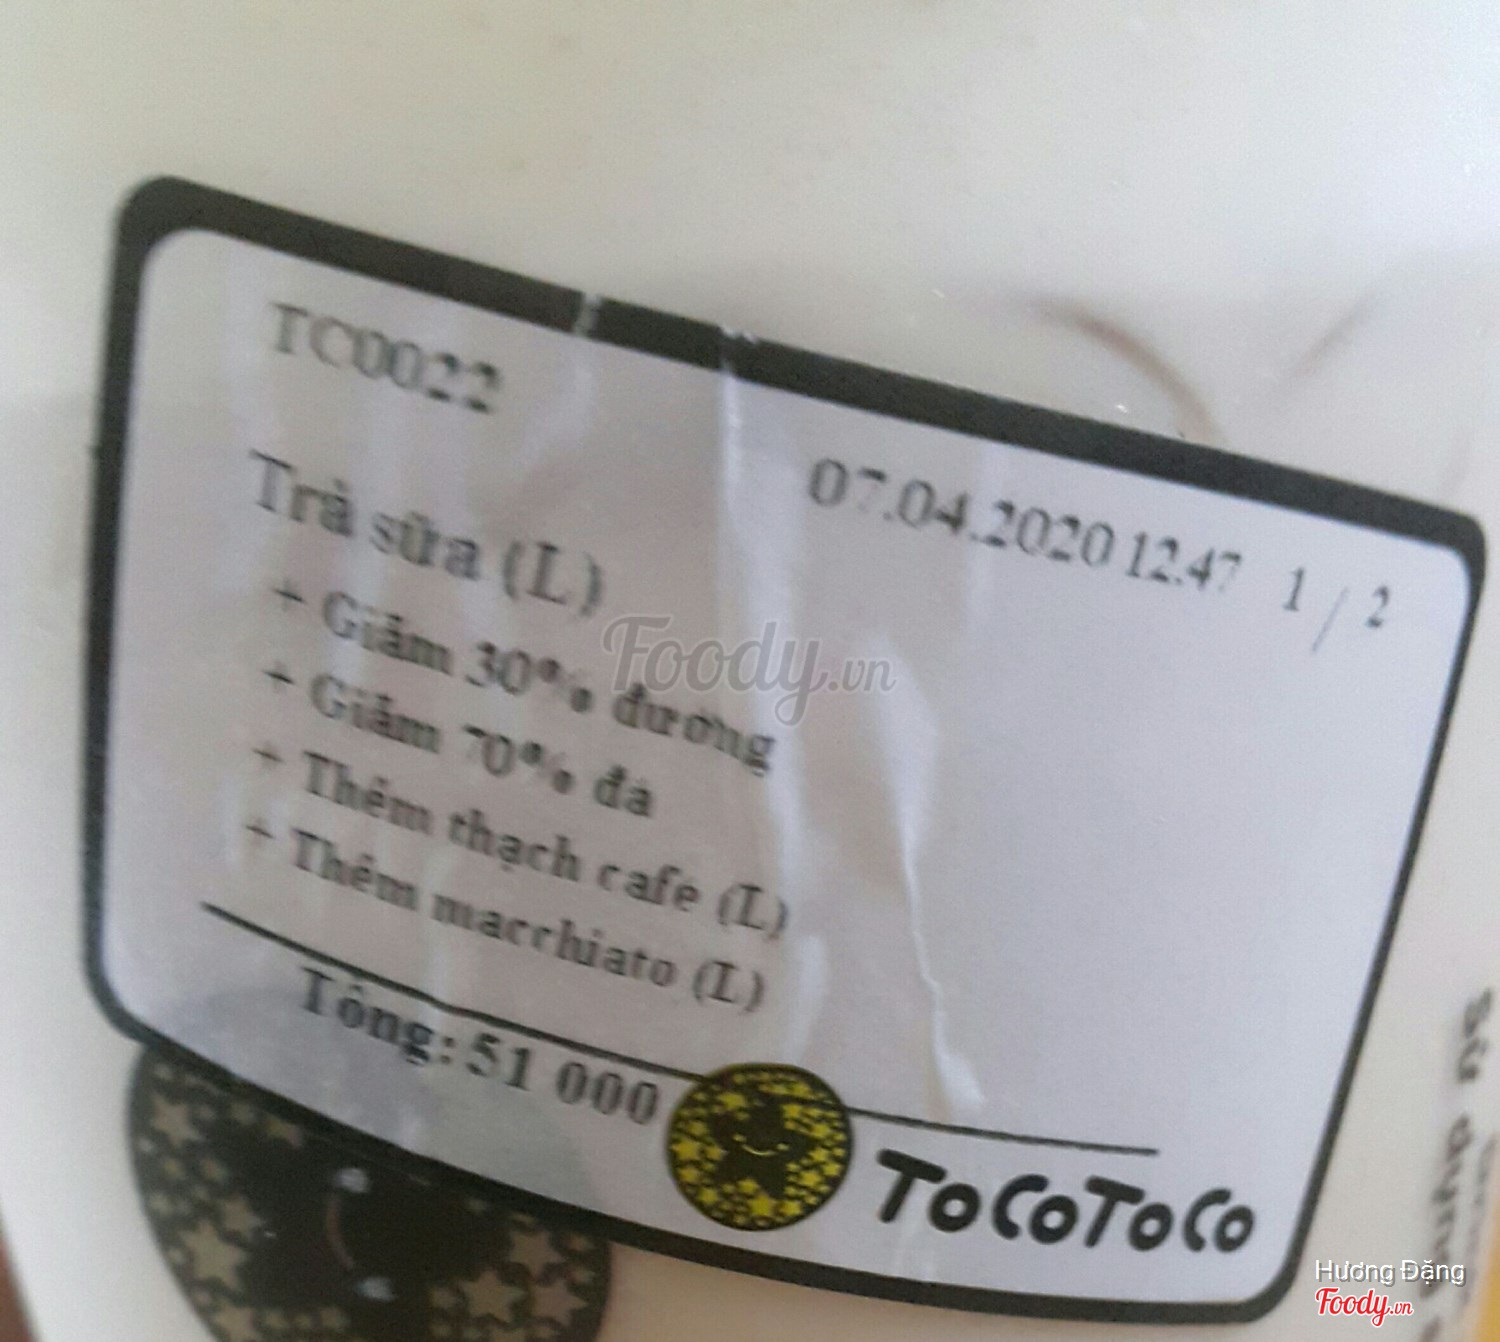 TC0022
07.04.2020 12.47 1 / 2
Trà sữa (L)
+ Giảm 30% đường
+ Giảm 70% đá
+ Thêm thạch cafe (L)
+ Thêm macchiato (L)
Tổng: 51 000
ToCoToCo
Foody.vn
Hương Đặng
Foody.vn